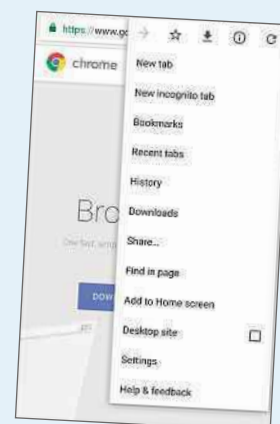 https://www.go
chrome
New tab
New incognito tab
Bookmarks
Recent tabs
History
Downloads
Share...
Find in page
Add to Home screen
Desktop site
Settings
Help & feedback
Bro
DOW